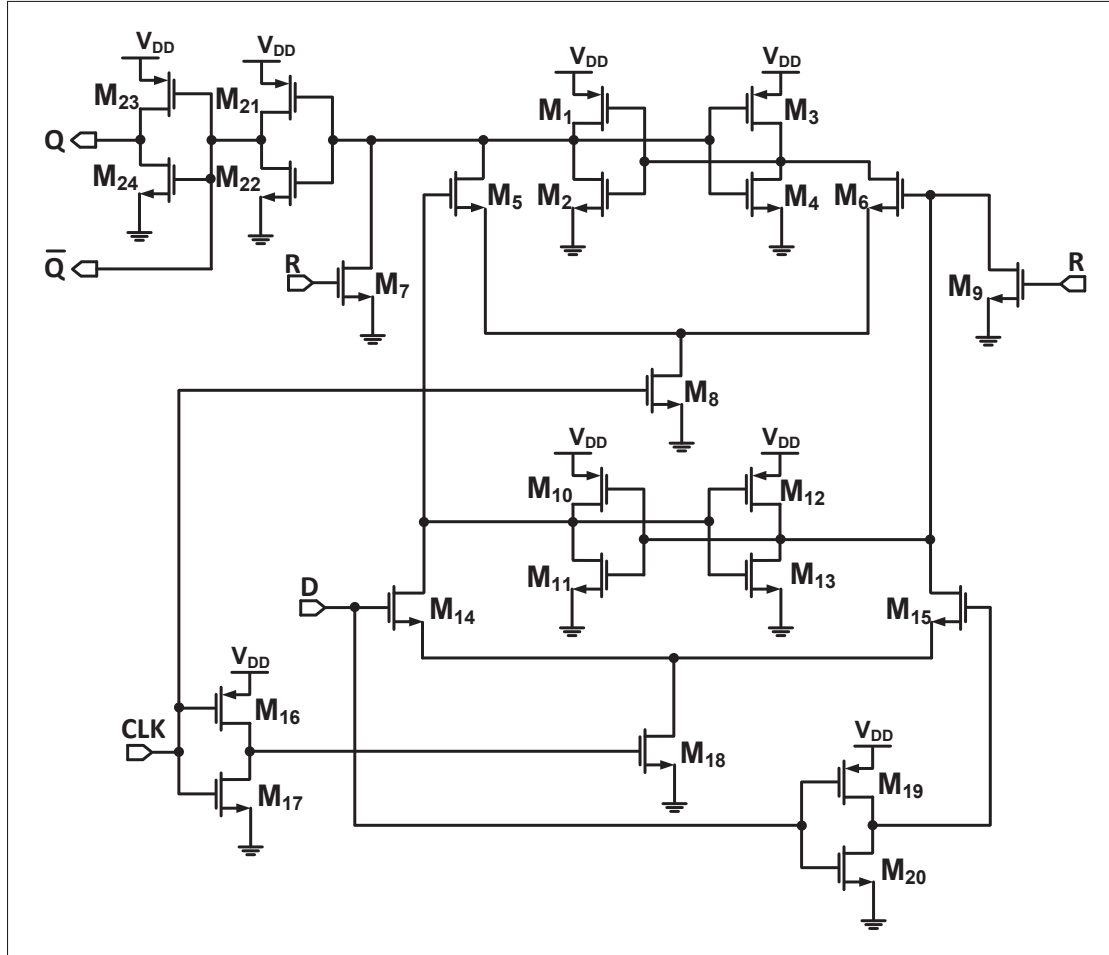 V_DD V_DD V_DD V_DD
M_23 M_21 M_1 M_3
Q
M_24 M_22 M_5 M_2 M_4 M_6
Q̅ R M_7 M_9 R
M_8
V_DD V_DD
M_10 M_12
M_11 M_13
D M_14 M_15
V_DD
M_16
CLK M_18 V_DD
M_17 M_19
M_20